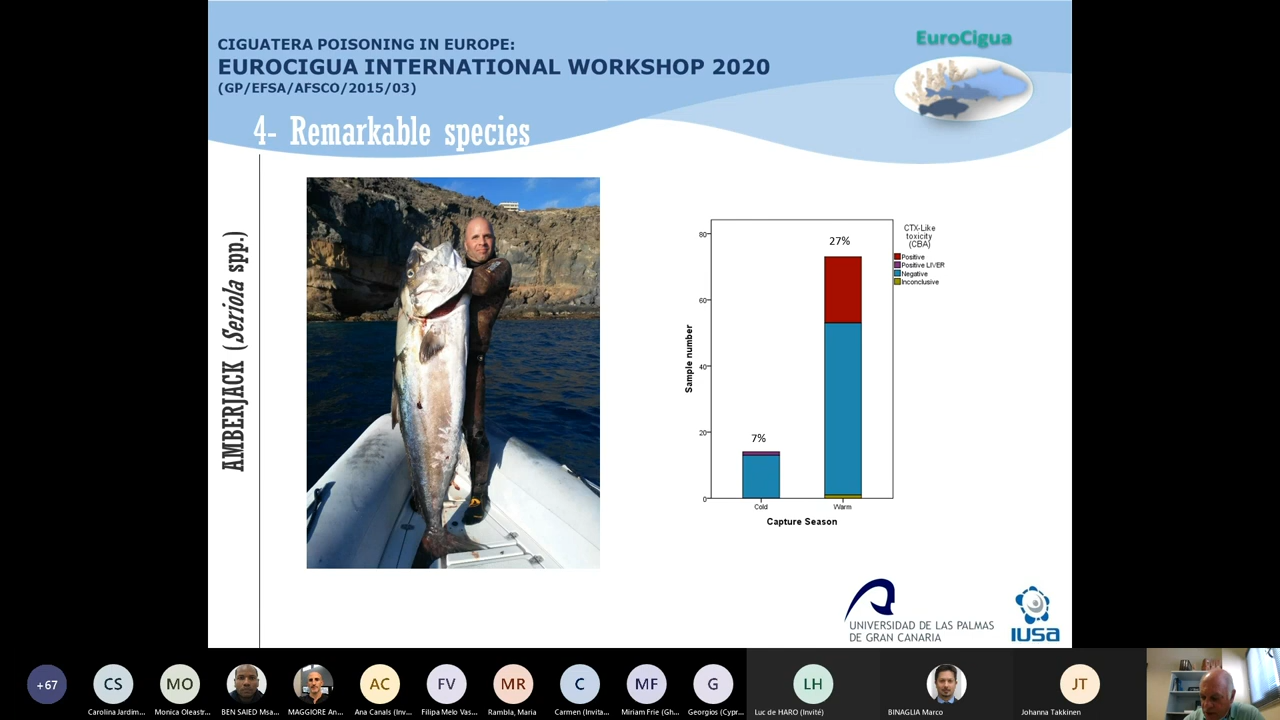 CIGUATERA POISONING IN EUROPE:
EUROCIGUA INTERNATIONAL WORKSHOP 2020
(GP/EFSA/AFSCO/2015/03)
EuroCigua
4- Remarkable species
AMBERJACK (Seriola spp.)
CTX-Like
toxicity
(CBA)
Positive
Positive LIVER
Negative
Inconclusive
27%
7%
80
60
40
20
0
Sample number
Cold
Warm
Capture Season
UNIVERSIDAD DE LAS PALMAS
DE GRAN CANARIA
IUSA
+67
CS
MO
AC
FV
MR
C
MF
G
LH
JT
Carolina Jardim...
Monica Oleastr...
BEN SAIED Msa...
MAGGIORE An...
Ana Canals (Inv...
Filipa Melo Vas...
Rambla, Maria
Carmen (Invita...
Miriam Frie (Gh...
Georgios (Cypr...
Luc de HARO (Invité)
BINAGLIA Marco
Johanna Takkinen